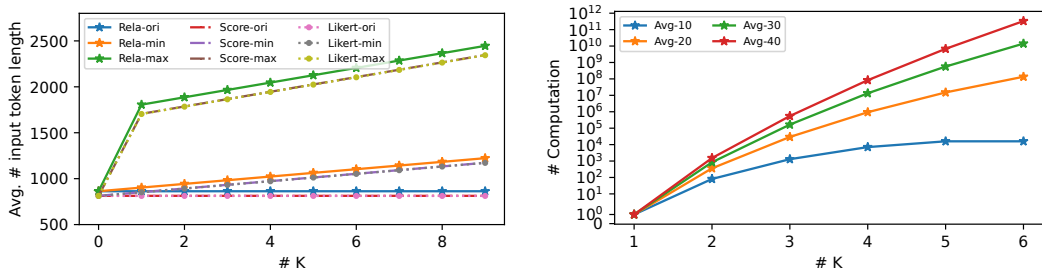 Avg. # input token length
2500
2000
1500
1000
500
Rela-ori
Rela-min
Rela-max
Score-ori
Score-min
Score-max
Likert-ori
Likert-min
Likert-max
0 2 4 6 8
# K
# Computation
10^12
10^11
10^10
10^9
10^8
10^7
10^6
10^5
10^4
10^3
10^2
10^1
10^0
Avg-10
Avg-20
Avg-30
Avg-40
1 2 3 4 5 6
# K